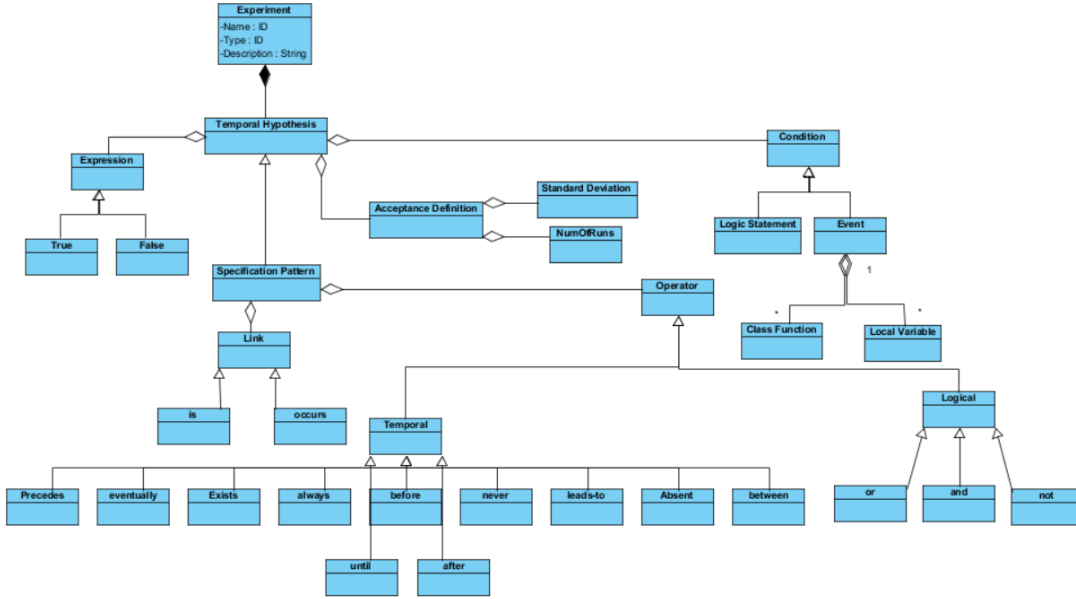 Experiment
-Name : ID
-Type : ID
-Description : String
Temporal Hypothesis
Condition
Expression
Standard Deviation
Acceptance Definition
Logic Statement
Event
NumOfRuns
True
False
Specification Pattern
1
Operator
*
*
Class Function
Local Variable
Link
is
occurs
Logical
Temporal
Precedes
eventually
Exists
always
before
never
leads-to
Absent
between
or
and
not
until
after